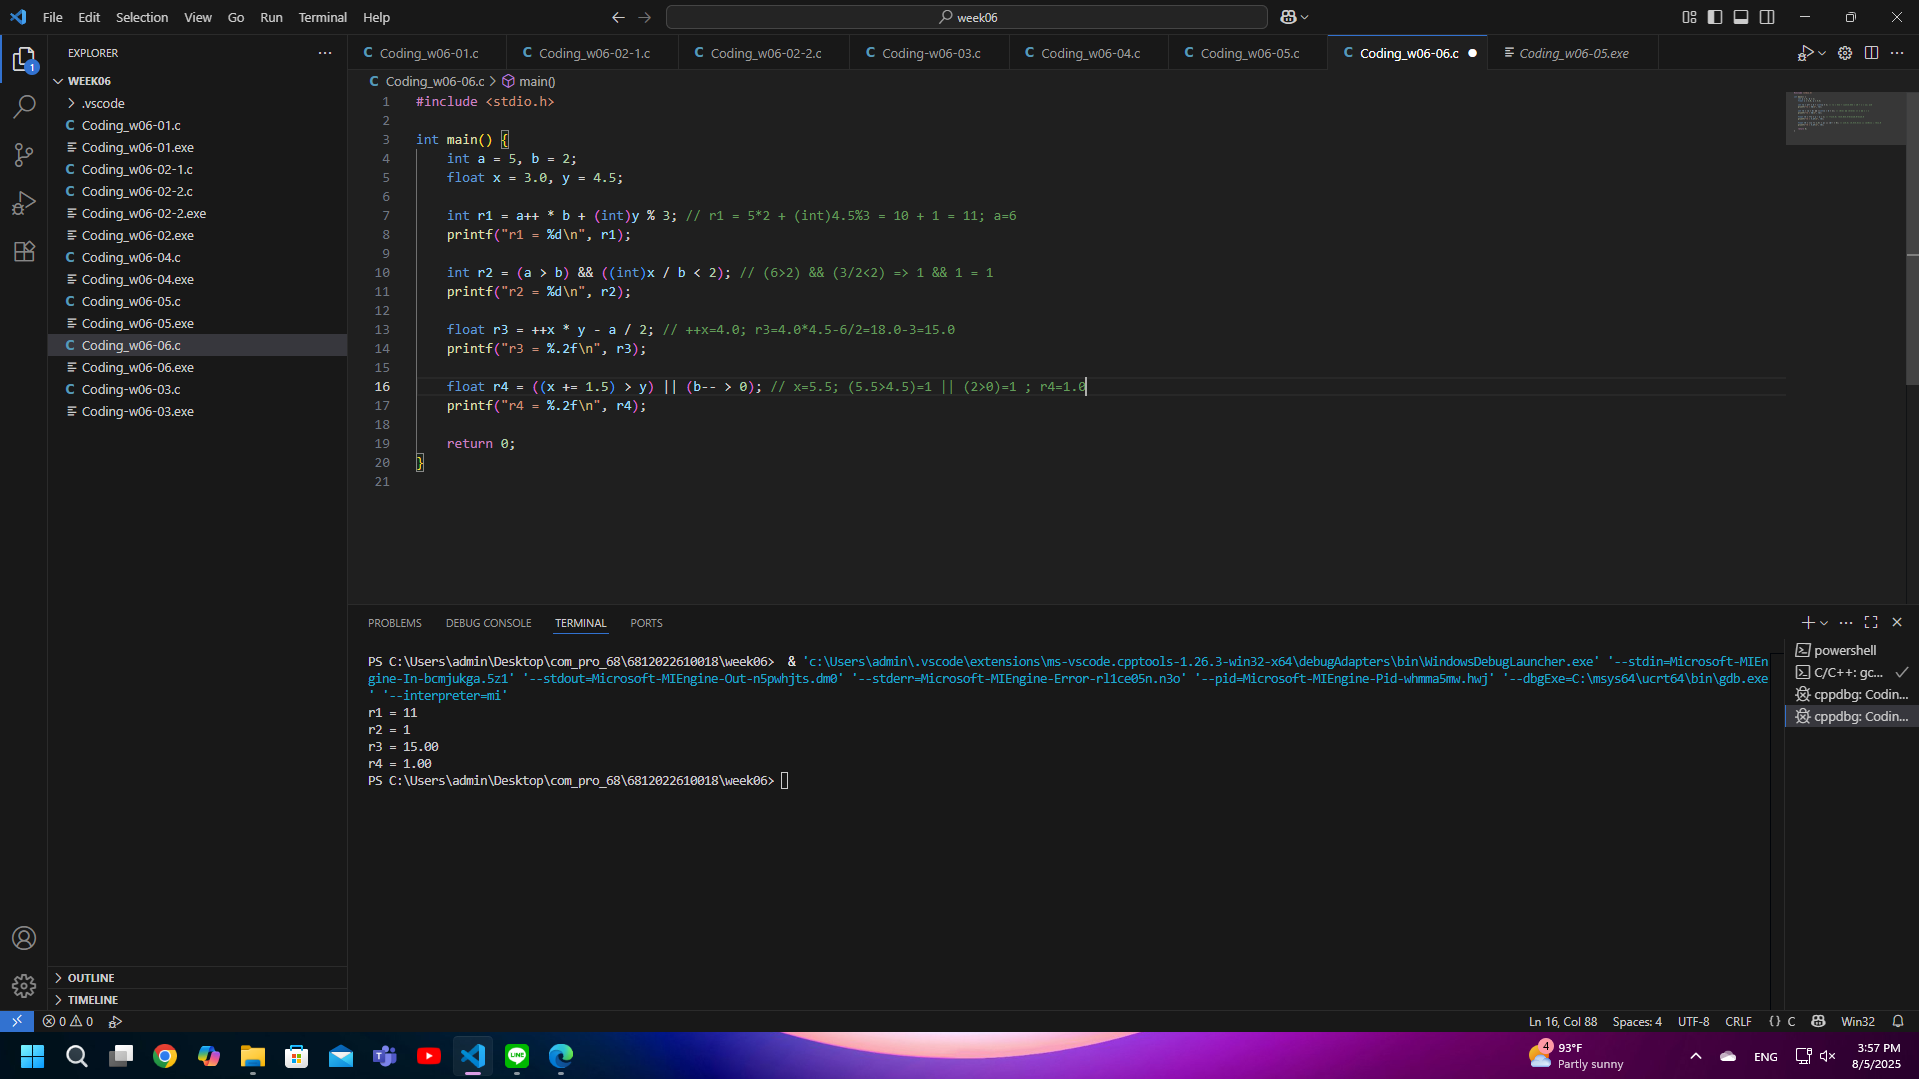 File Edit Selection View Go Run Terminal Help
week06
EXPLORER
WEEK06
.vscode
Coding_w06-01.c
Coding_w06-01.exe
Coding_w06-02-1.c
Coding_w06-02-2.c
Coding_w06-02-2.exe
Coding_w06-02.exe
Coding_w06-04.c
Coding_w06-04.exe
Coding_w06-05.c
Coding_w06-05.exe
Coding_w06-06.c
Coding_w06-06.exe
Coding-w06-03.c
Coding-w06-03.exe
OUTLINE
TIMELINE
Coding_w06-01.c Coding_w06-02-1.c Coding_w06-02-2.c Coding-w06-03.c Coding_w06-04.c Coding_w06-05.c Coding_w06-06.c Coding_w06-05.exe
Coding_w06-06.c > main()
1 #include <stdio.h>
2
3 int main() {
4 int a = 5, b = 2;
5 float x = 3.0, y = 4.5;
6
7 int r1 = a++ * b + (int)y % 3; // r1 = 5*2 + (int)4.5%3 = 10 + 1 = 11; a=6
8 printf("r1 = %d\n", r1);
9
10 int r2 = (a > b) && ((int)x / b < 2); // (6>2) && (3/2<2) => 1 && 1 = 1
11 printf("r2 = %d\n", r2);
12
13 float r3 = ++x * y - a / 2; // ++x=4.0; r3=4.0*4.5-6/2=18.0-3=15.0
14 printf("r3 = %.2f\n", r3);
15
16 float r4 = ((x += 1.5) > y) || (b-- > 0); // x=5.5; (5.5>4.5)=1 || (2>0)=1 ; r4=1.0
17 printf("r4 = %.2f\n", r4);
18
19 return 0;
20 }
21
PROBLEMS DEBUG CONSOLE TERMINAL PORTS
PS C:\Users\admin\Desktop\com_pro_68\6812022610018\week06> & 'c:\Users\admin\.vscode\extensions\ms-vscode.cpptools-1.26.3-win32-x64\debugAdapters\bin\WindowsDebugLauncher.exe' '--stdin=Microsoft-MIEn
gine-In-bcmjukga.5z1' '--stdout=Microsoft-MIEngine-Out-n5pwhjts.dm0' '--stderr=Microsoft-MIEngine-Error-rl1ce05n.n3o' '--pid=Microsoft-MIEngine-Pid-whmma5mw.hwj' '--dbgExe=C:\msys64\ucrt64\bin\gdb.exe
' '--interpreter=mi'
r1 = 11
r2 = 1
r3 = 15.00
r4 = 1.00
PS C:\Users\admin\Desktop\com_pro_68\6812022610018\week06>
powershell
C/C++: gc...
cppdbg: Codin...
cppdbg: Codin...
0 0
Ln 16, Col 88 Spaces: 4 UTF-8 CRLF {} C Win32
4 93°F
Partly sunny
ENG
3:57 PM
8/5/2025